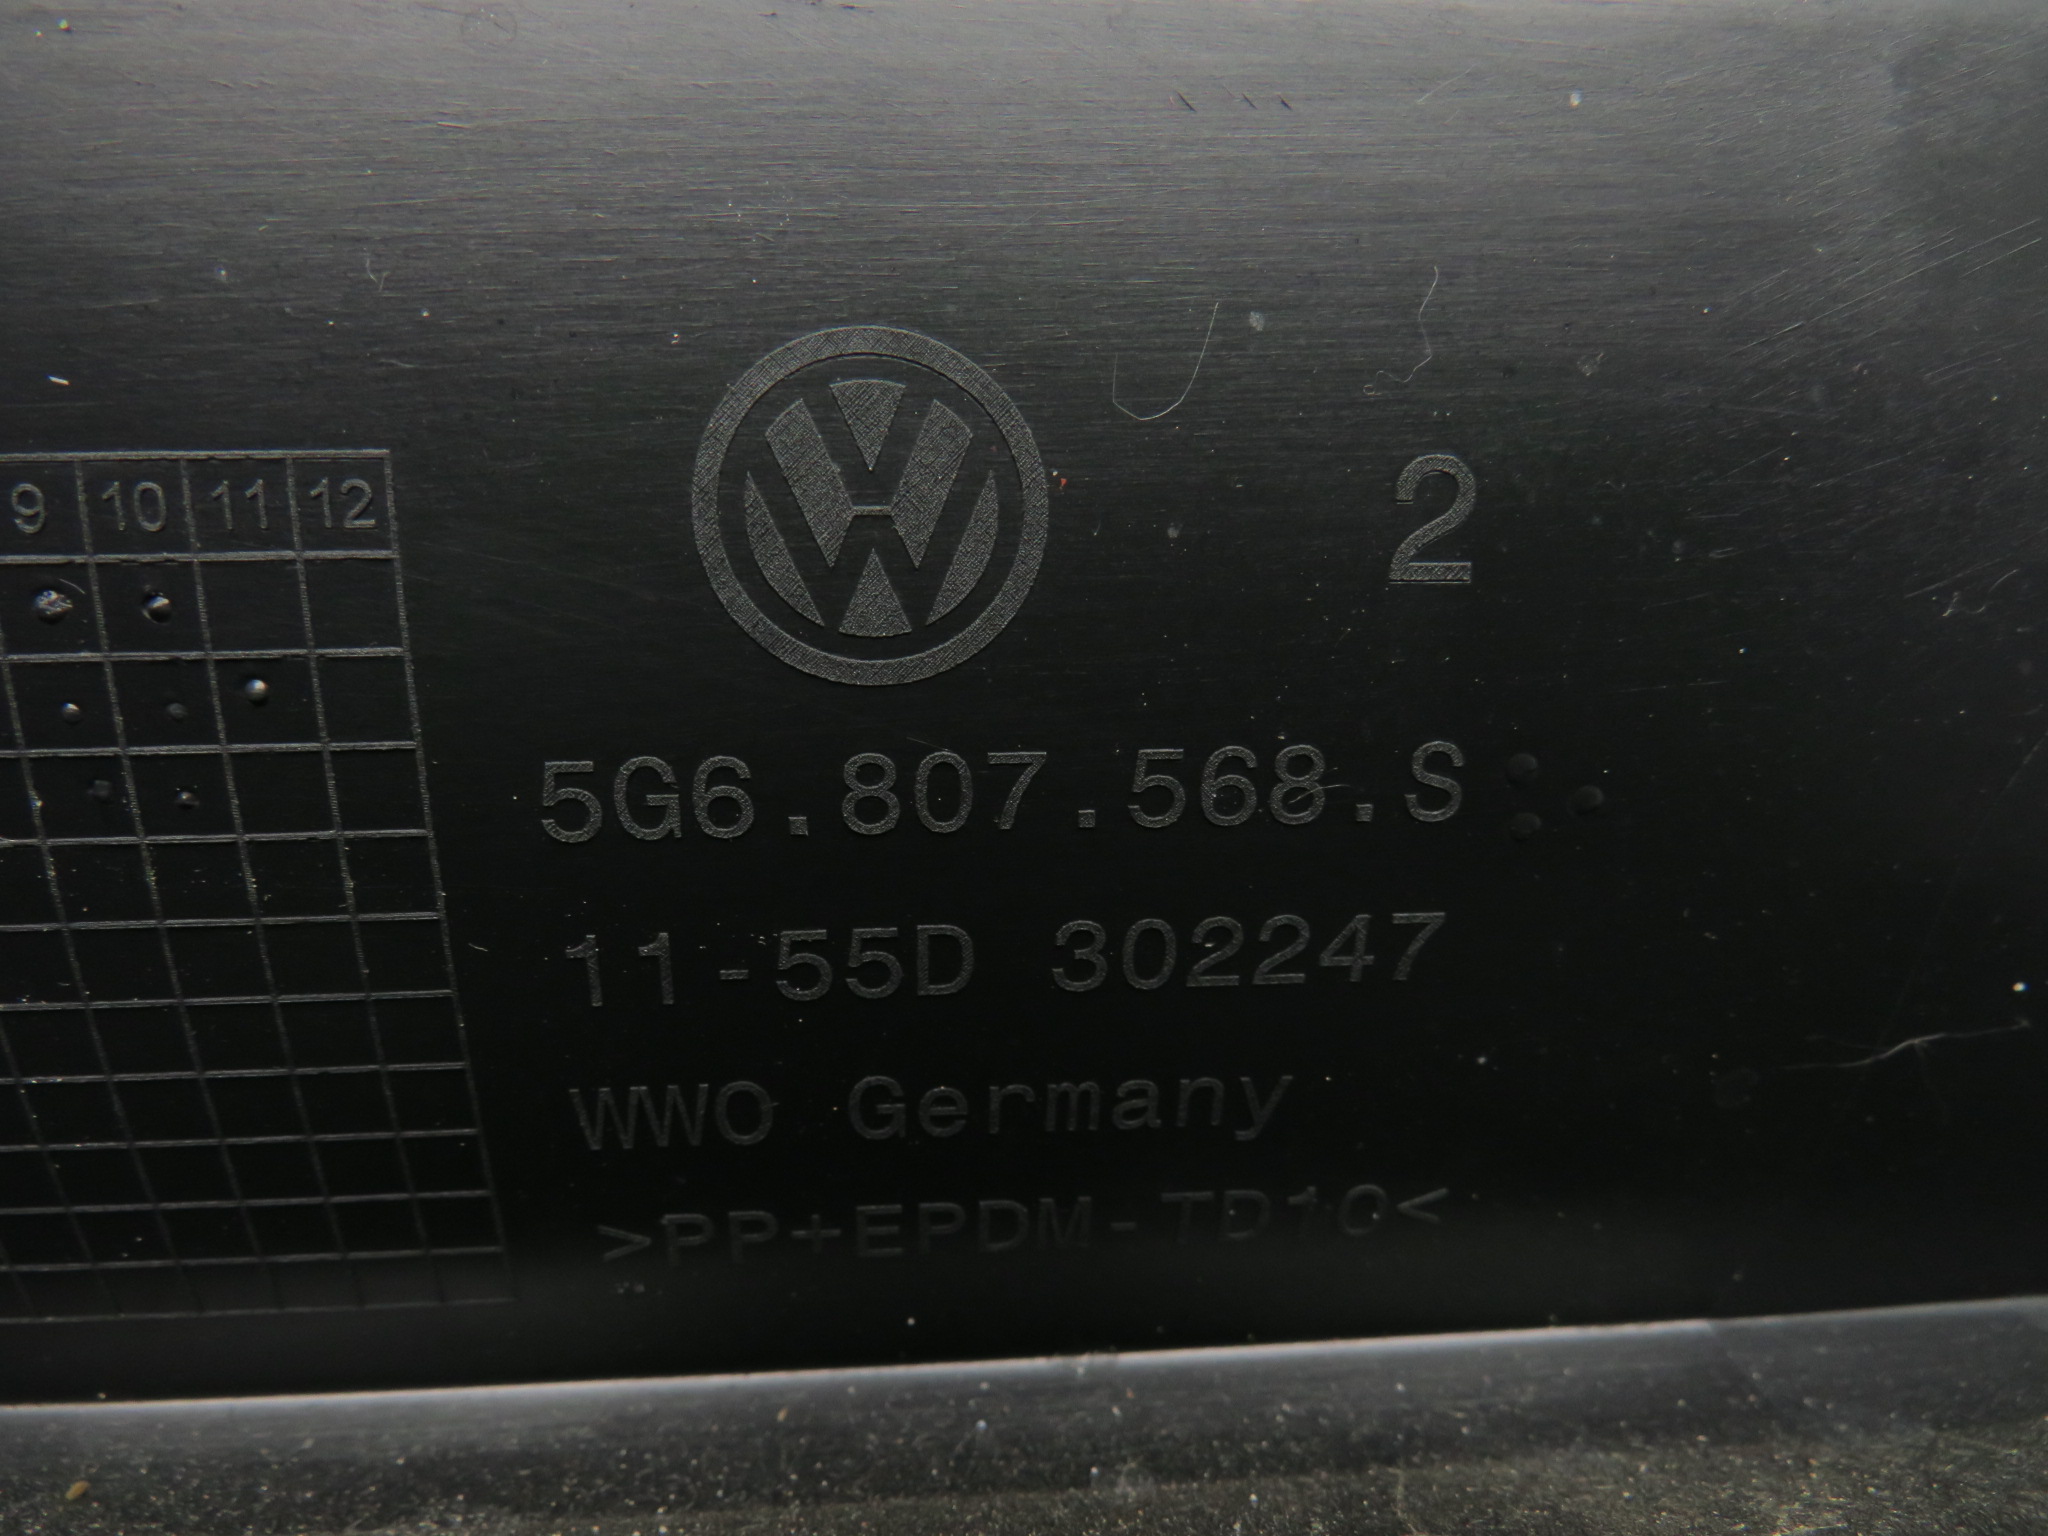 9 10 11 12
2
5G6.807.568.S
11-55D 302247
WWO Germany
>PP+EPDM-TD10<